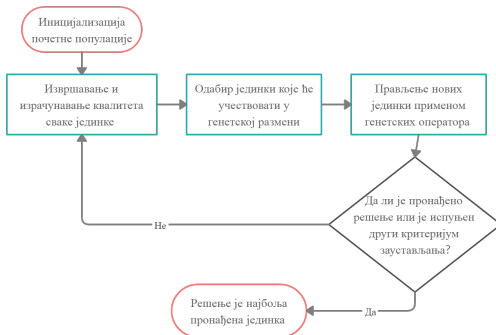 Иницијализација
почетне популације
Извршавање и
израчунавање квалитета
сваке јединке
Одабир јединки које ће
учествовати у
генетској размени
Прављење нових
јединки применом
генетских оператора
Да ли је пронађено
решење или је испуњен
други критеријум
заустављања?
Не
Да
Решење је најбоља
пронађена јединка